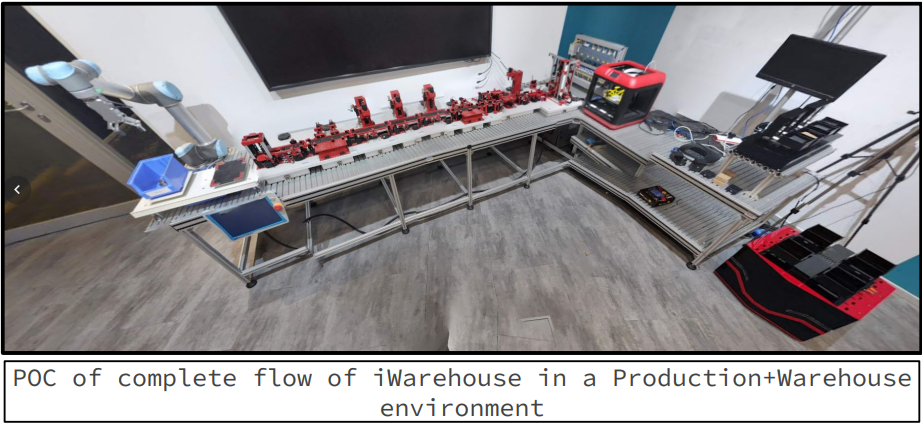 POC of complete flow of iWarehouse in a Production+Warehouse
environment